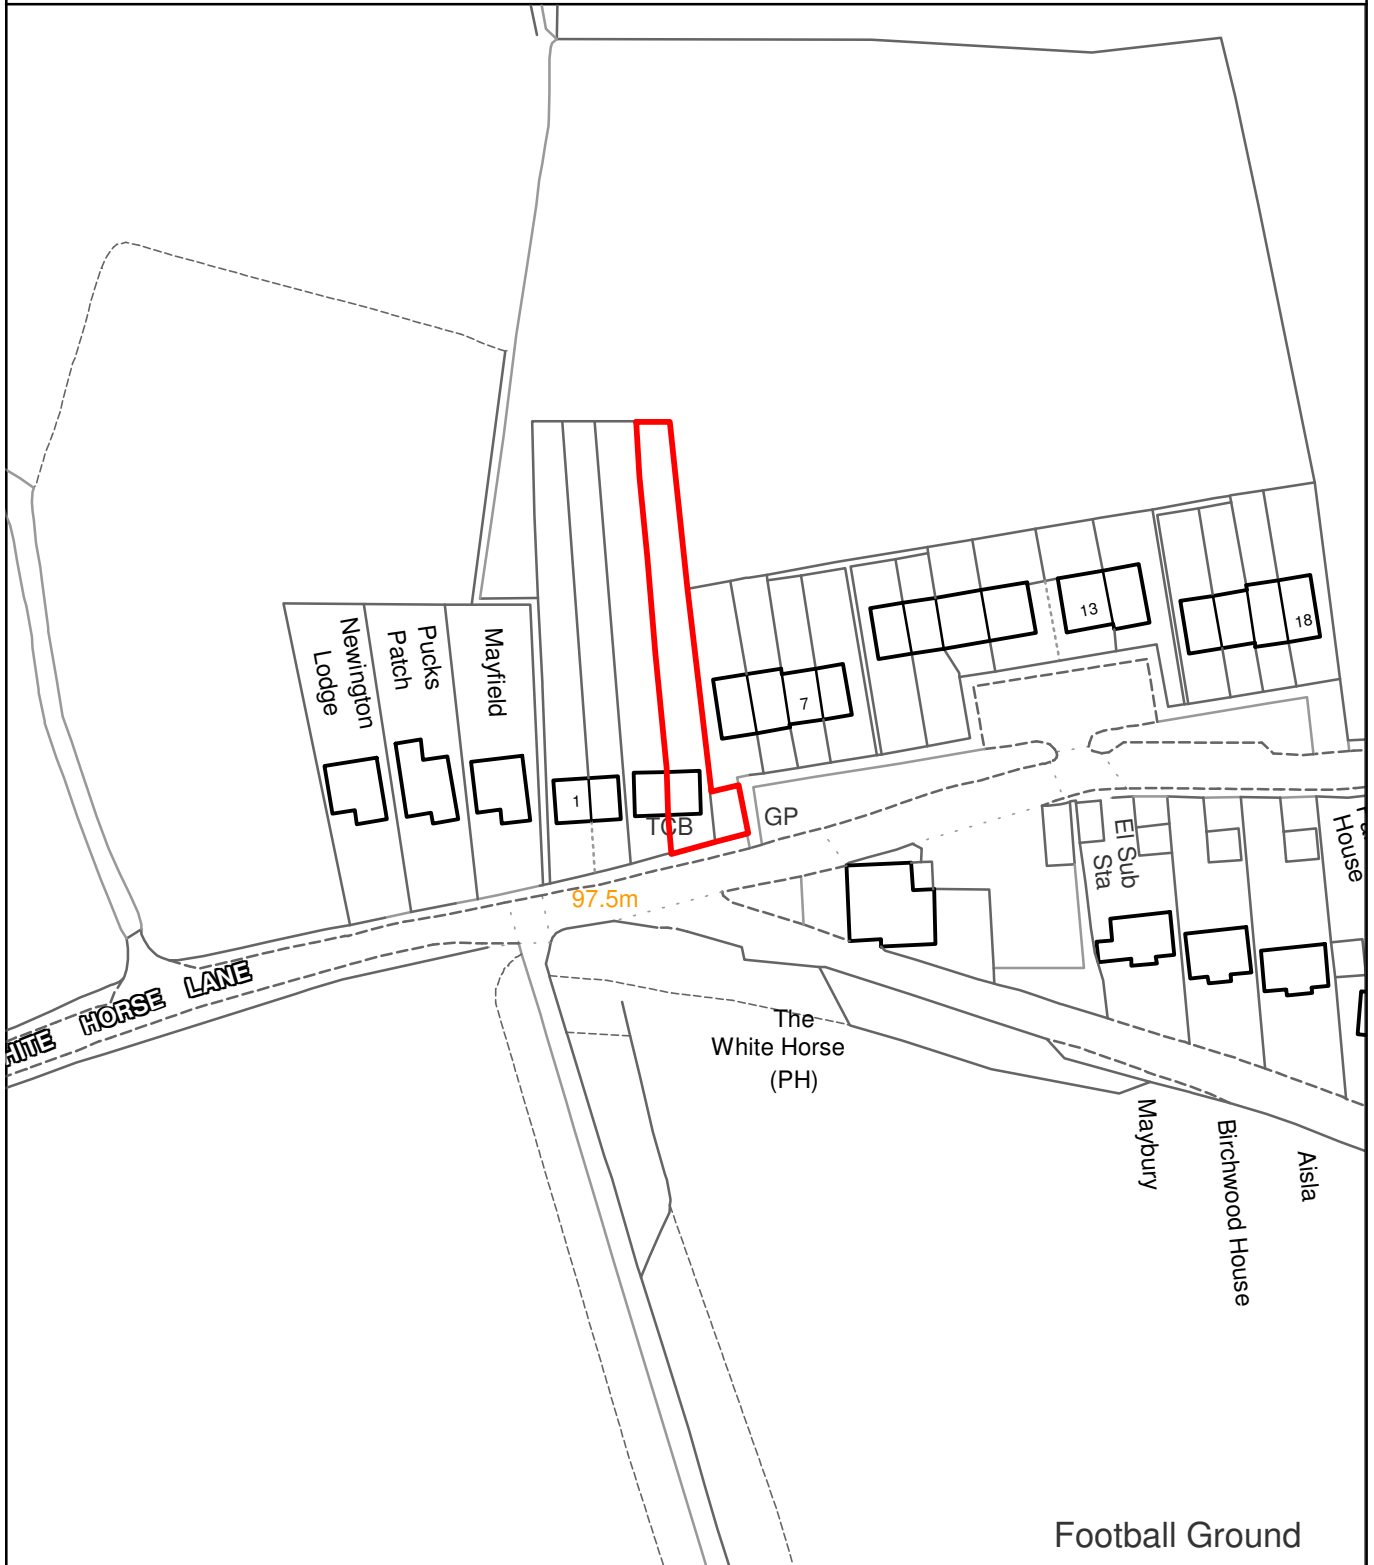 13
18
Newington
Lodge
Pucks
Patch
Mayfield
7
1
TCB
GP
El Sub
Sta
House
97.5m
HORSE LANE
The
White Horse
(PH)
Maybury
Birchwood House
Aisla
Football Ground